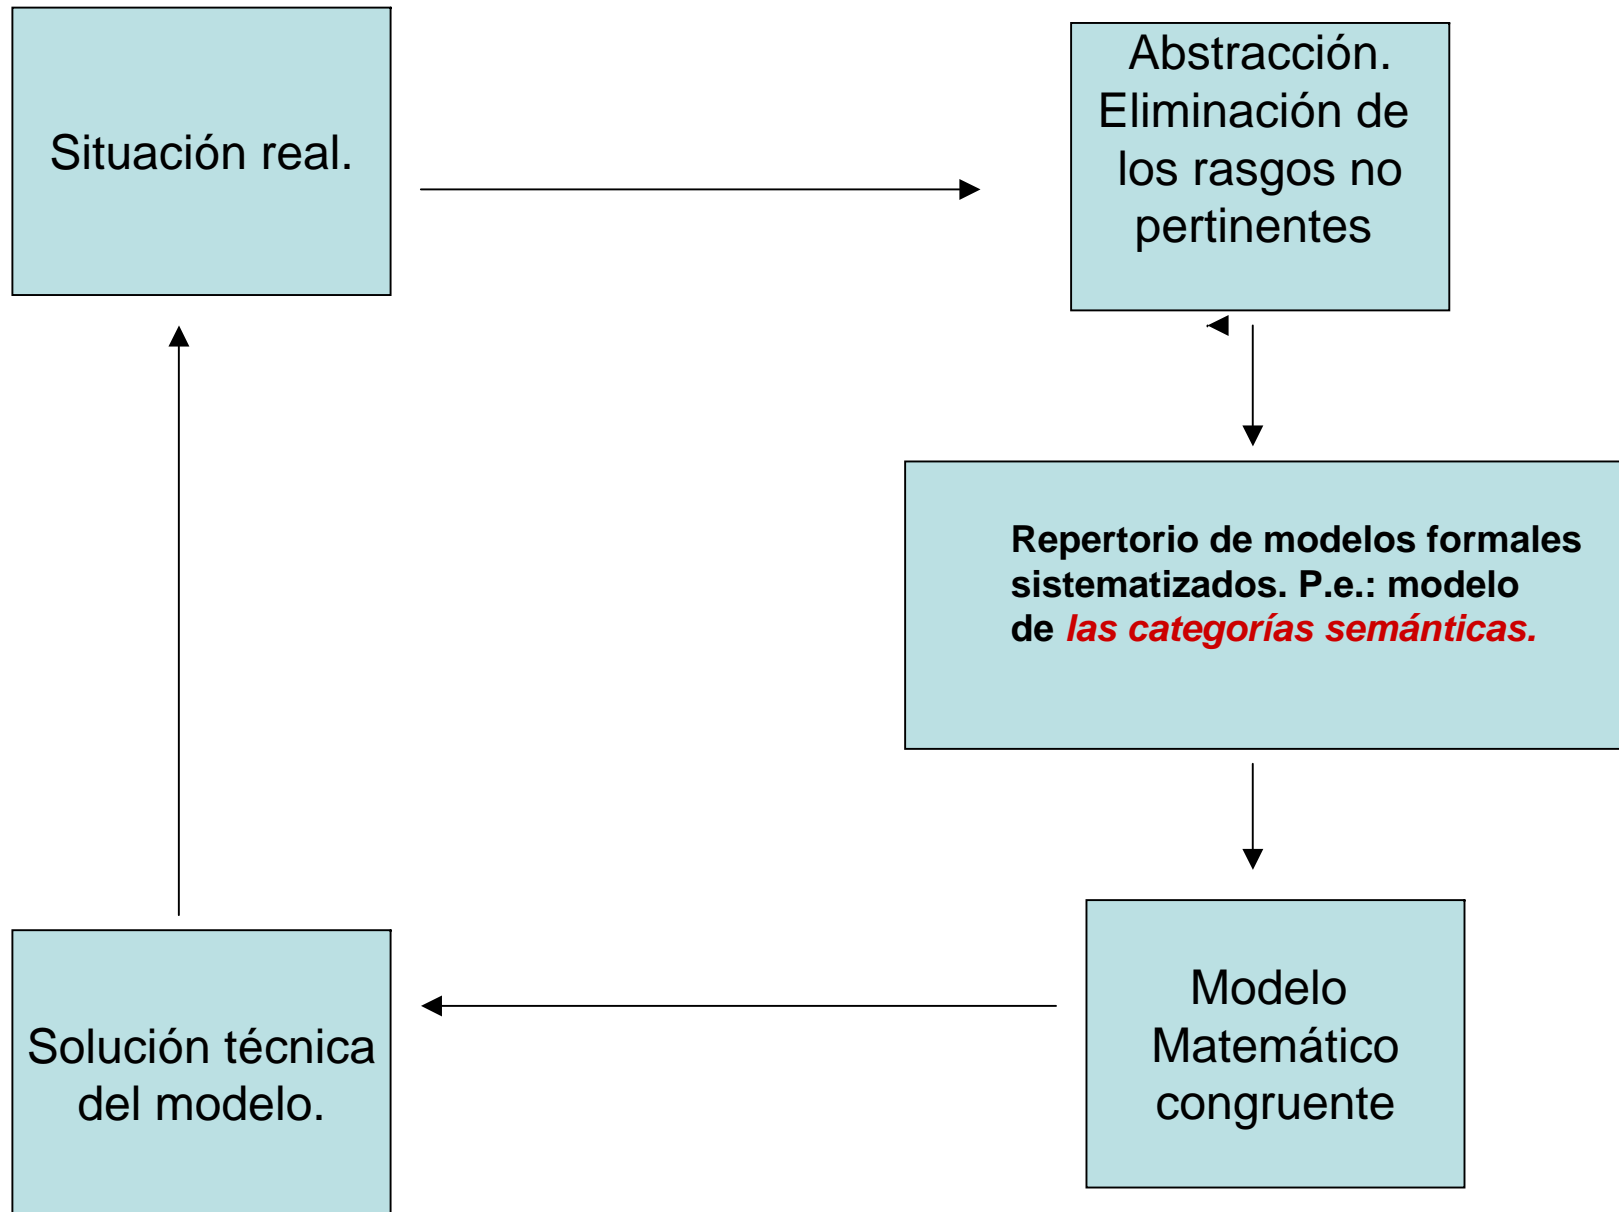 Situación real.
Abstracción.
Eliminación de
los rasgos no
pertinentes
Repertorio de modelos formales
sistematizados. P.e.: modelo
de las categorías semánticas.
Modelo
Matemático
congruente
Solución técnica
del modelo.